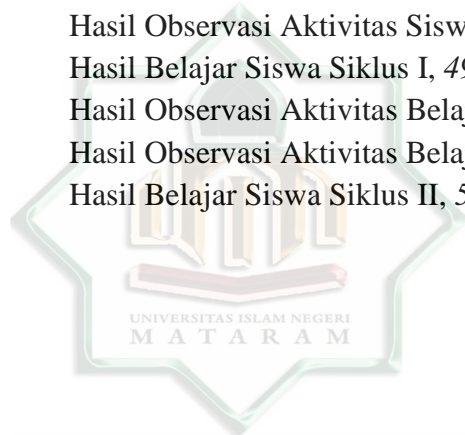 Hasil Observasi Aktivitas Sisw
Hasil Belajar Siswa Siklus I, 49
Hasil Observasi Aktivitas Bela
Hasil Observasi Aktivitas Bela
Hasil Belajar Siswa Siklus II, 5
UNIVERSITAS ISLAM NEGERI
MATARAM